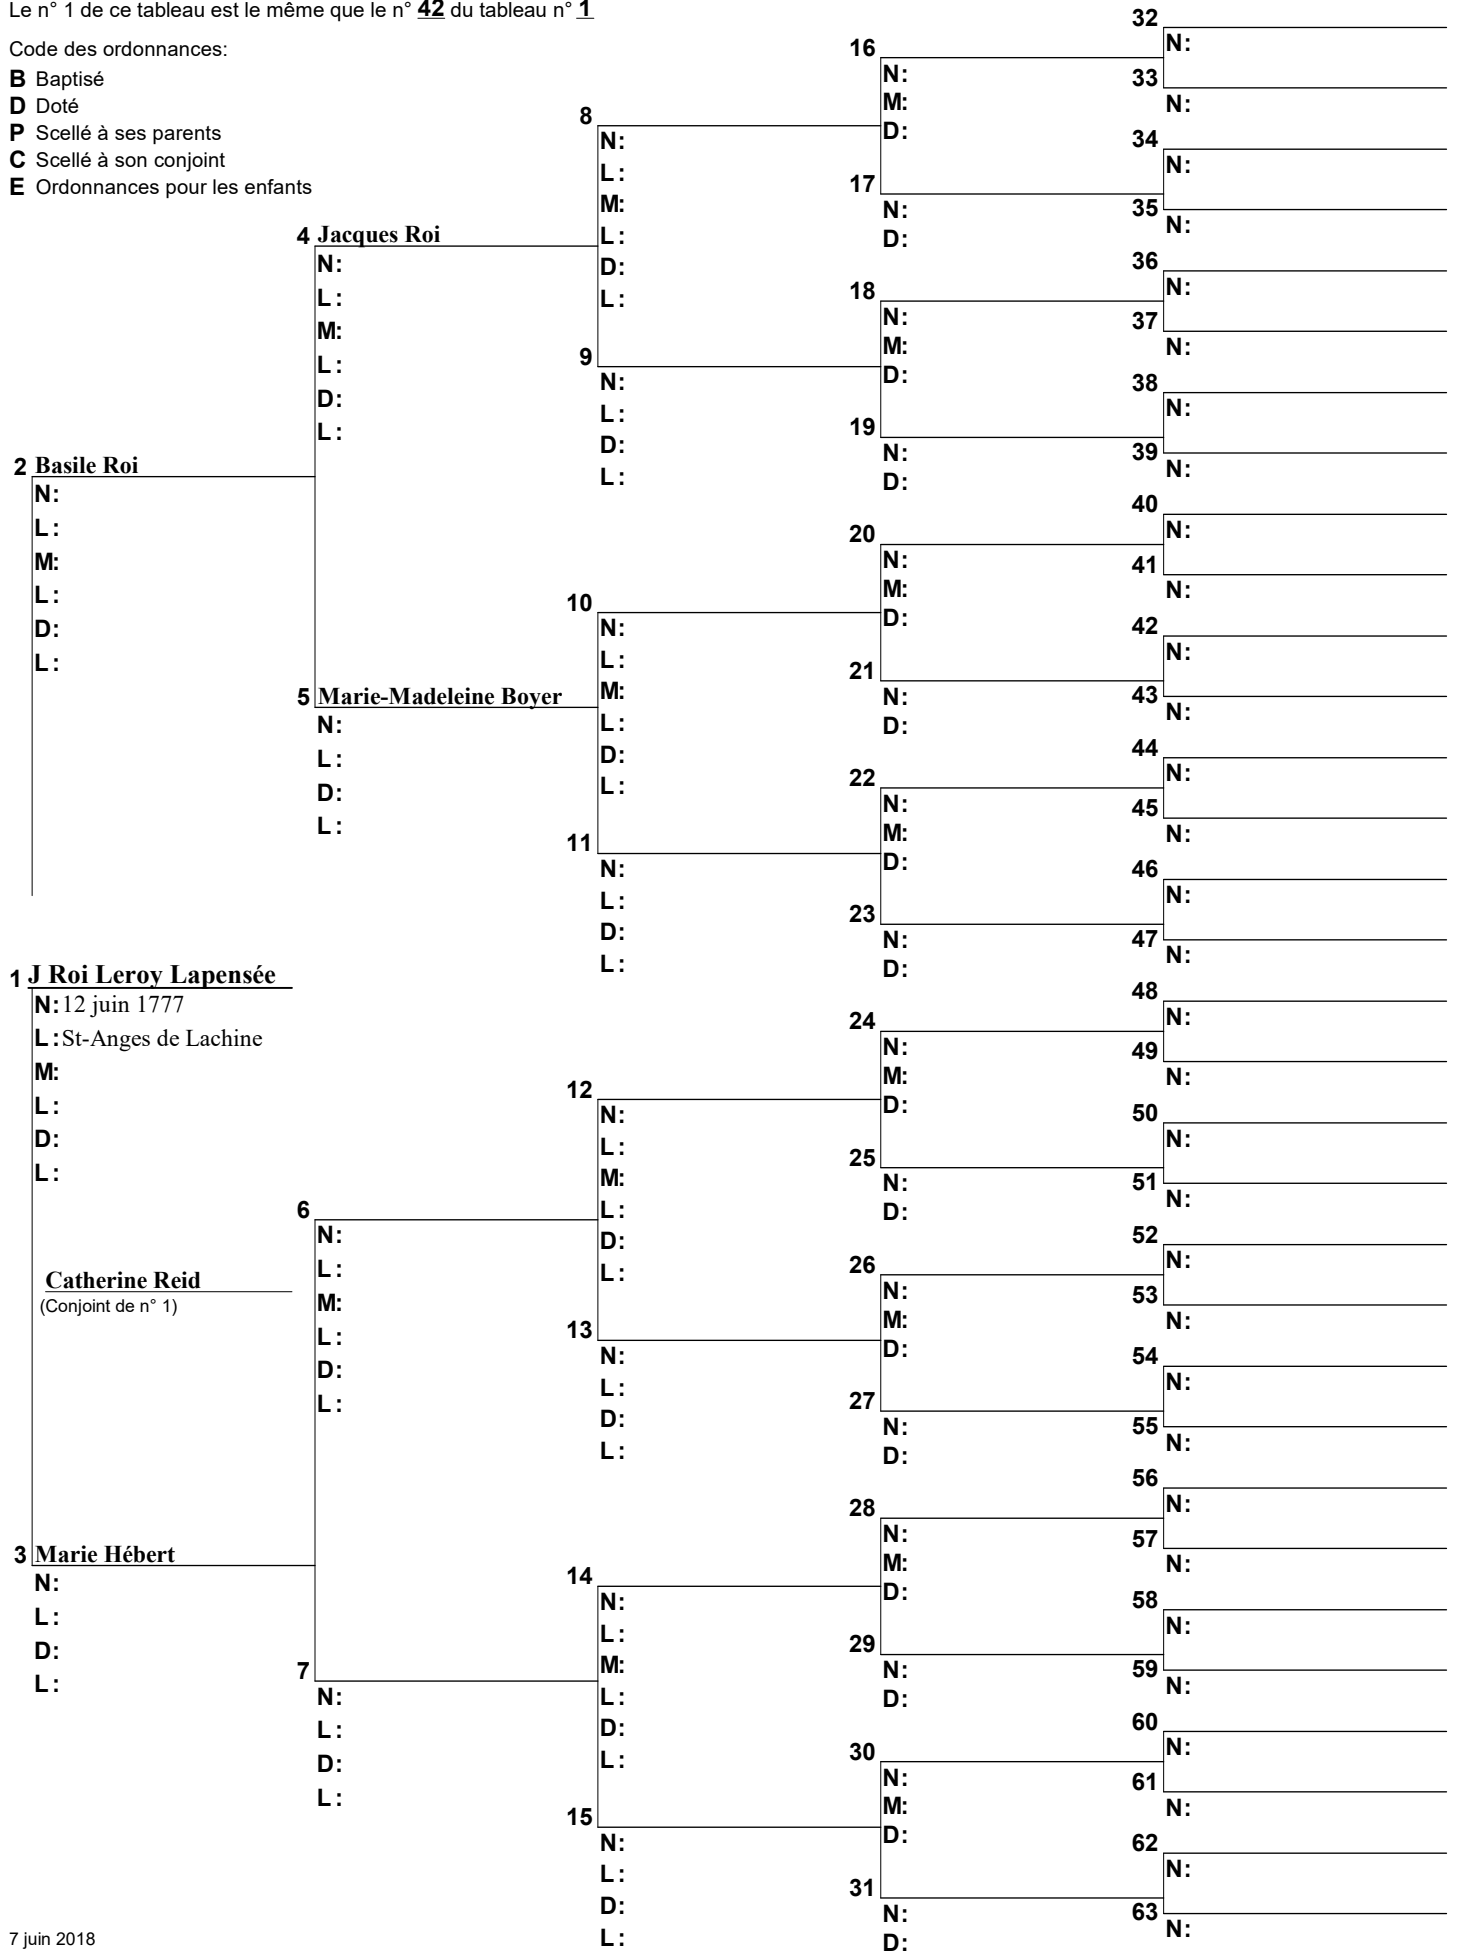 Le n° 1 de ce tableau est le même que le n° 42 du tableau n° 1
Code des ordonnances:
B Baptisé
D Doté
P Scellé à ses parents
C Scellé à son conjoint
E Ordonnances pour les enfants
2 Basile Roi
N:
L:
M:
L:
D:
L:
1 J Roi Leroy Lapensée
N: 12 juin 1777
L: St-Anges de Lachine
M:
L:
D:
L:
Catherine Reid
(Conjoint de n° 1)
3 Marie Hébert
N:
L:
D:
L:
4 Jacques Roi
N:
L:
M:
L:
D:
L:
5 Marie-Madeleine Boyer
N:
L:
D:
L:
6
N:
L:
M:
L:
D:
L:
7
N:
L:
D:
L:
8
N:
L:
M:
L:
D:
L:
9
N:
L:
D:
L:
10
N:
L:
M:
L:
D:
L:
11
N:
L:
D:
L:
12
N:
L:
M:
L:
D:
L:
13
N:
L:
D:
L:
14
N:
L:
M:
L:
D:
L:
15
N:
L:
D:
L:
16
N:
M:
D:
17
N:
D:
18
N:
M:
D:
19
N:
D:
20
N:
M:
D:
21
N:
D:
22
N:
M:
D:
23
N:
D:
24
N:
M:
D:
25
N:
D:
26
N:
M:
D:
27
N:
D:
28
N:
M:
D:
29
N:
D:
30
N:
M:
D:
31
N:
D:
32
N:
33
N:
34
N:
35
N:
36
N:
37
N:
38
N:
39
N:
40
N:
41
N:
42
N:
43
N:
44
N:
45
N:
46
N:
47
N:
48
N:
49
N:
50
N:
51
N:
52
N:
53
N:
54
N:
55
N:
56
N:
57
N:
58
N:
59
N:
60
N:
61
N:
62
N:
63
N:
7 juin 2018